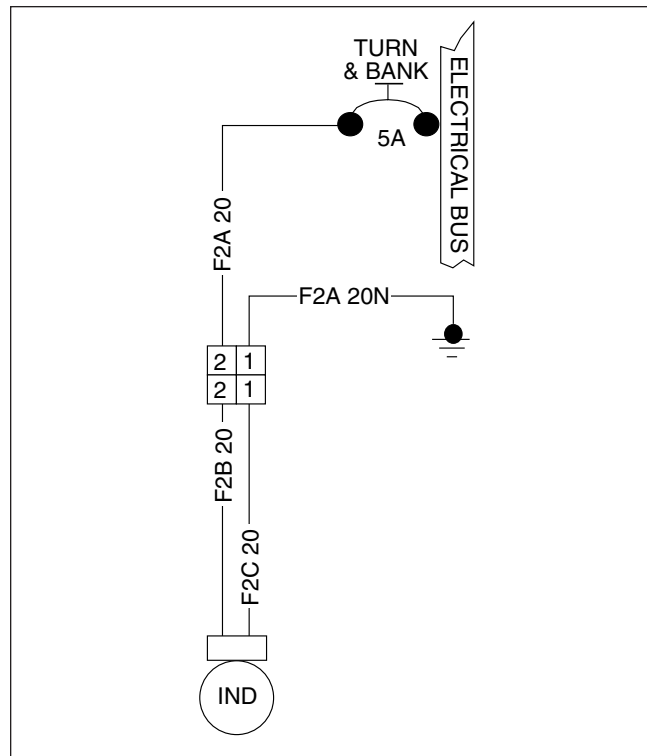 TURN
& BANK
5A
ELECTRICAL BUS
F2A 20
F2A 20N
2 1
2 1
F2B 20
F2C 20
IND